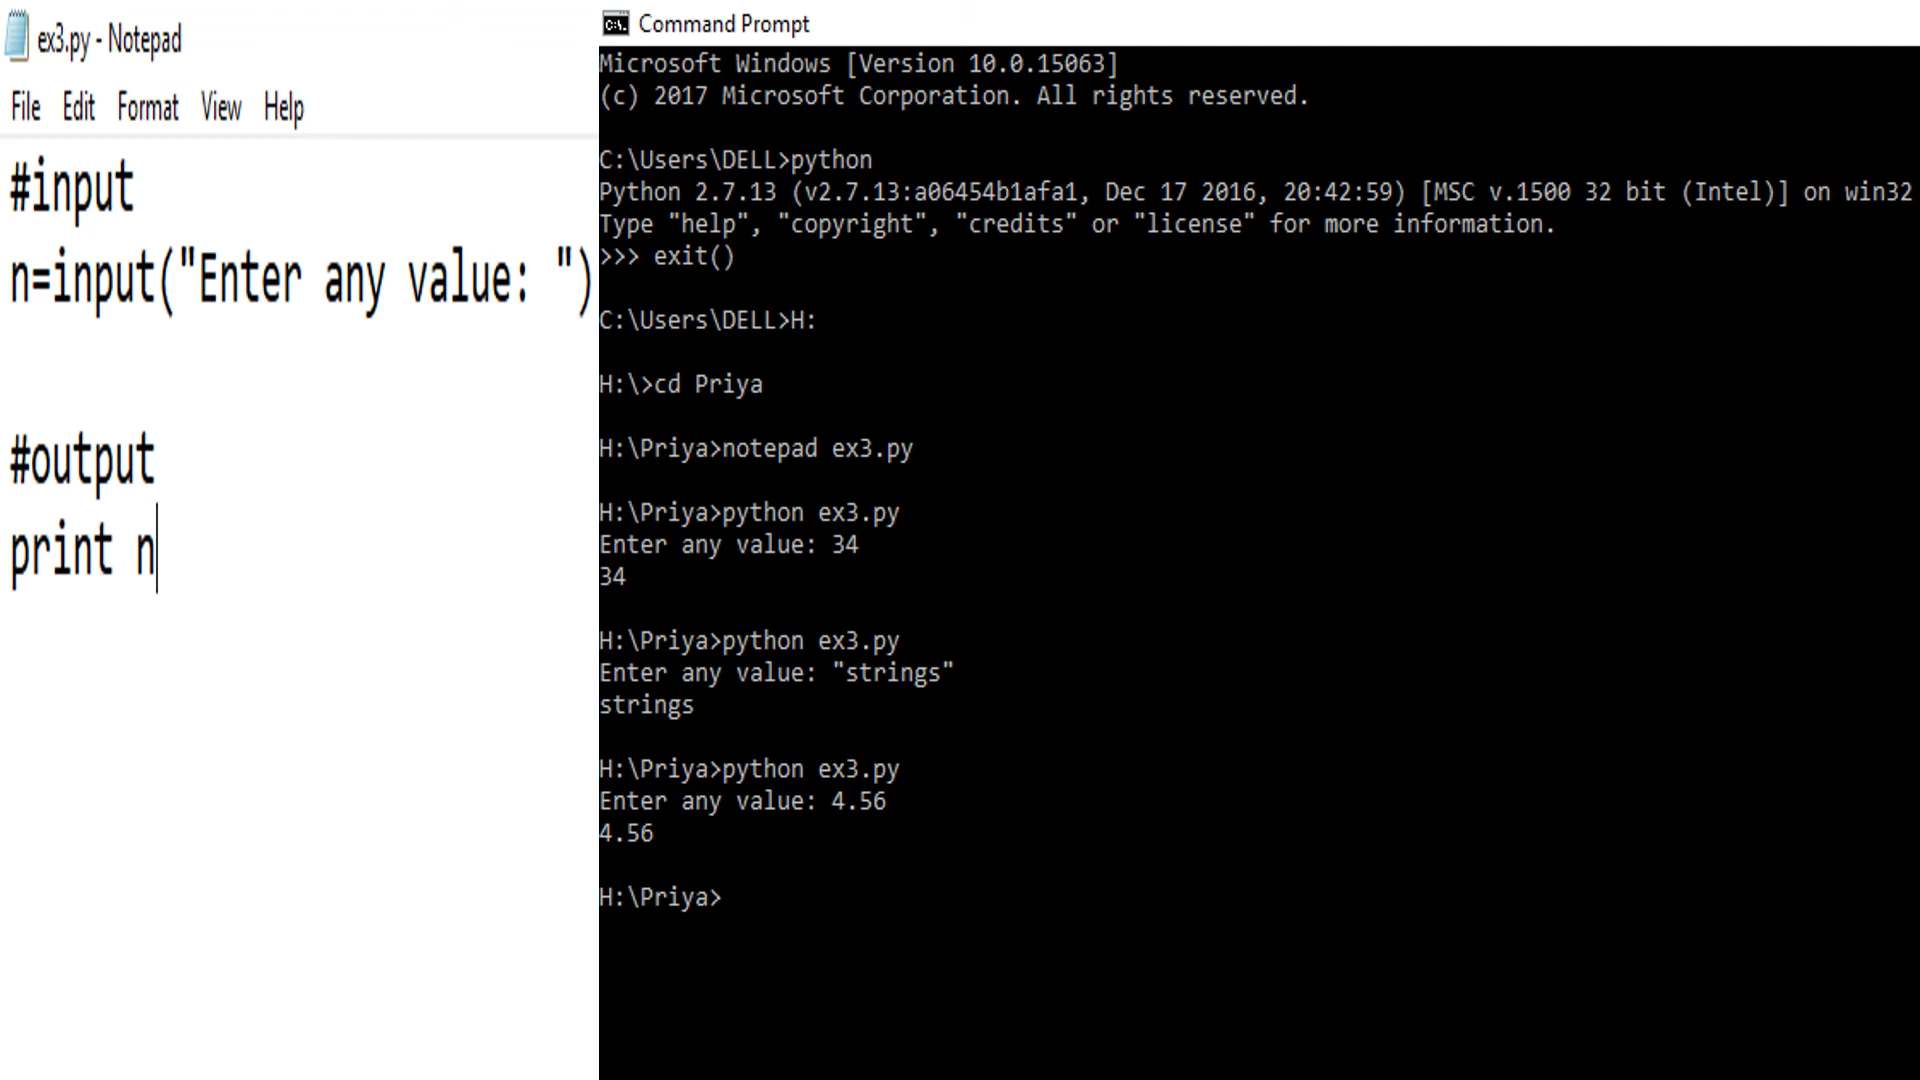 ex3.py - Notepad
File Edit Format View Help
#input
n=input("Enter any value: ")
#output
print n
Command Prompt
Microsoft Windows [Version 10.0.15063]
(c) 2017 Microsoft Corporation. All rights reserved.
C:\Users\DELL>python
Python 2.7.13 (v2.7.13:a06454b1afa1, Dec 17 2016, 20:42:59) [MSC v.1500 32 bit (Intel)] on win32
Type "help", "copyright", "credits" or "license" for more information.
>>> exit()
C:\Users\DELL>H:
H:\>cd Priya
H:\Priya>notepad ex3.py
H:\Priya>python ex3.py
Enter any value: 34
34
H:\Priya>python ex3.py
Enter any value: "strings"
strings
H:\Priya>python ex3.py
Enter any value: 4.56
4.56
H:\Priya>